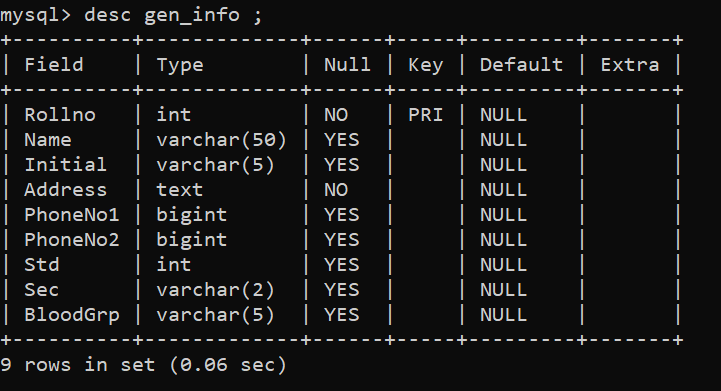 mysql> desc gen_info ;
+----------+-------------+------+-----+---------+-------+
| Field    | Type        | Null | Key | Default | Extra |
+----------+-------------+------+-----+---------+-------+
| Rollno   | int         | NO   | PRI | NULL    |       |
| Name     | varchar(50) | YES  |     | NULL    |       |
| Initial  | varchar(5)  | YES  |     | NULL    |       |
| Address  | text        | NO   |     | NULL    |       |
| PhoneNo1 | bigint      | YES  |     | NULL    |       |
| PhoneNo2 | bigint      | YES  |     | NULL    |       |
| Std      | int         | YES  |     | NULL    |       |
| Sec      | varchar(2)  | YES  |     | NULL    |       |
| BloodGrp | varchar(5)  | YES  |     | NULL    |       |
+----------+-------------+------+-----+---------+-------+
9 rows in set (0.06 sec)